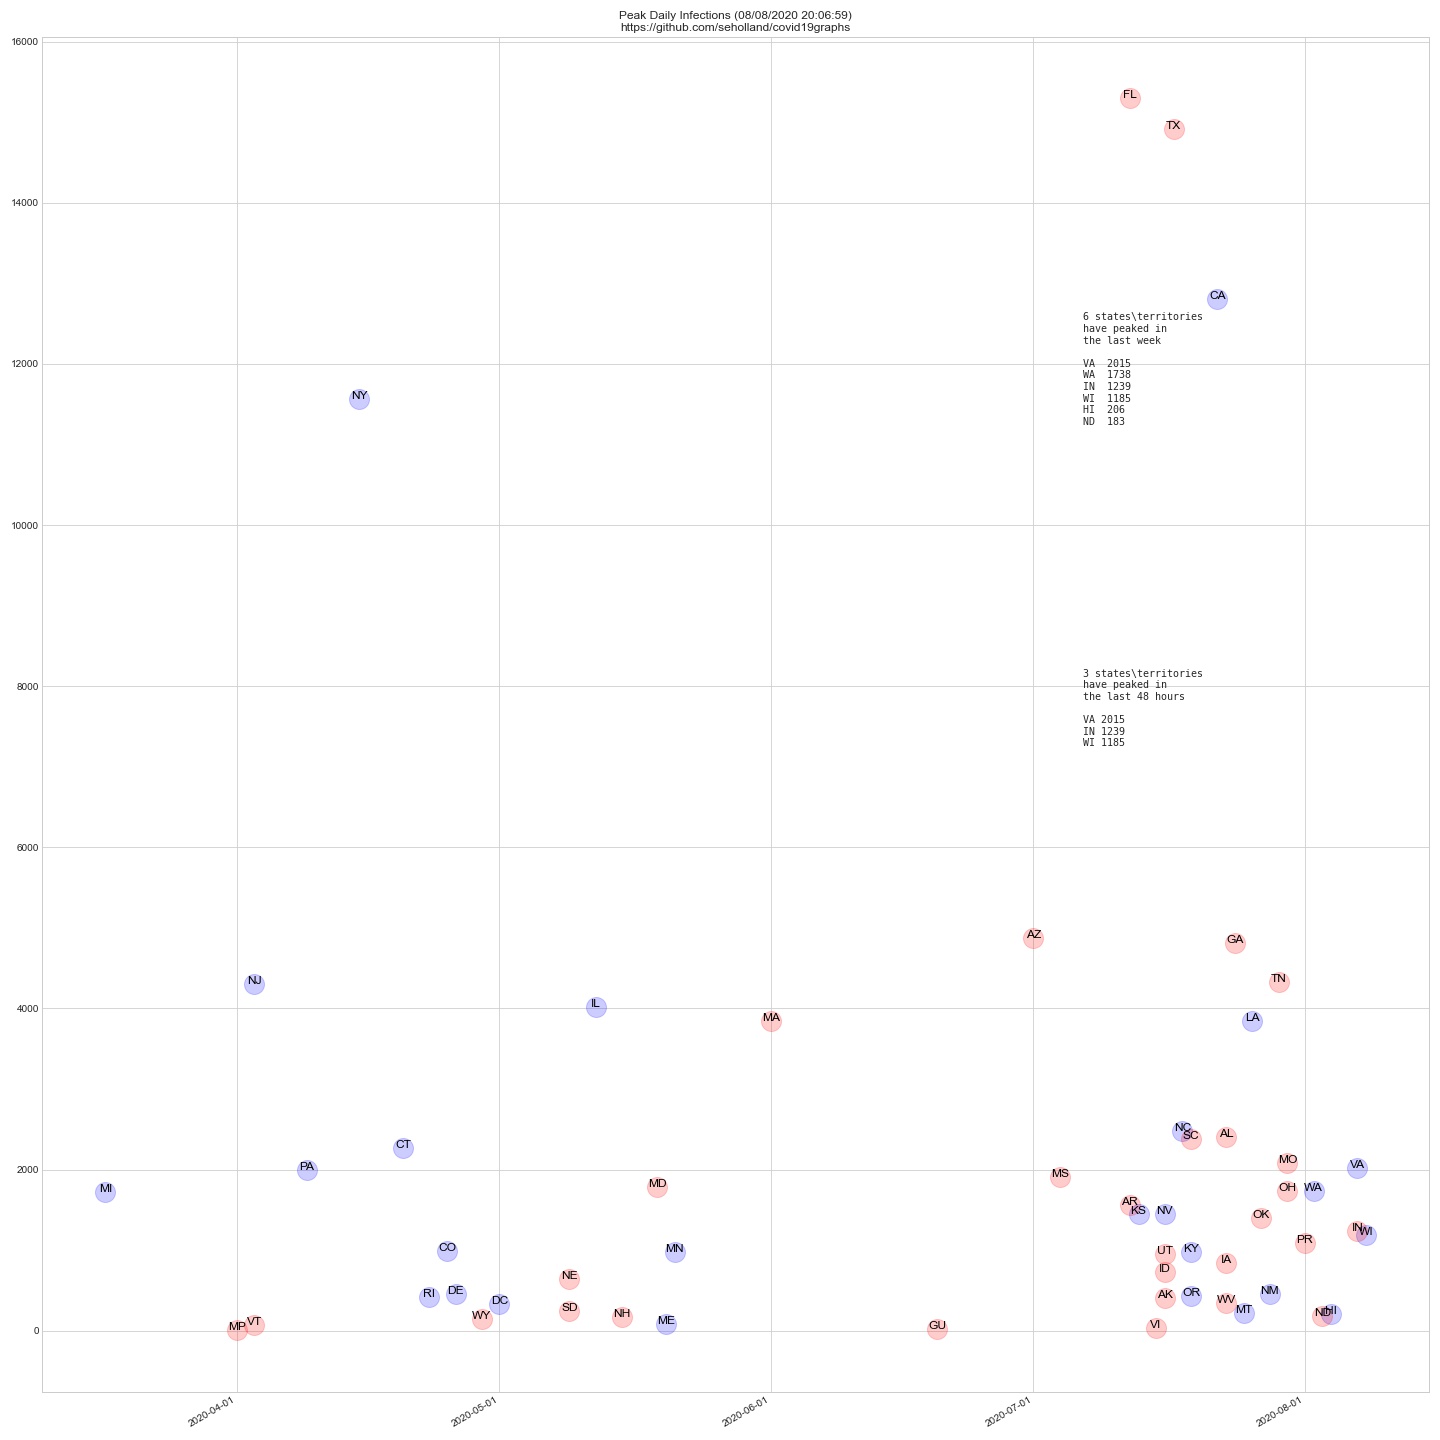 Peak Daily Infections (08/08/2020 20:06:59)
https://github.com/seholland/covid19graphs
16000
FL
TX
14000
CA
6 states\territories
have peaked in
the last week
12000
VA  2015
WA  1738
IN  1239
WI  1185
HI  206
ND  183
NY
10000
3 states\territories
have peaked in
the last 48 hours
8000
VA 2015
IN 1239
WI 1185
6000
AZ
GA
NJ
TN
IL
4000
MA
LA
NC
SC
AL
CT
PA
MO
VA
2000
MI
MD
MS
OH
WA
AR
KS
NV
OK
IN
WI
PR
CO
MN
UT
KY
IA
NE
ID
RI
DE
AK
OR
NM
DC
WV
SD
MT
WY
NH
ND
HI
VT
ME
MP
GU
VI
0
2020-04-01
2020-05-01
2020-06-01
2020-07-01
2020-08-01